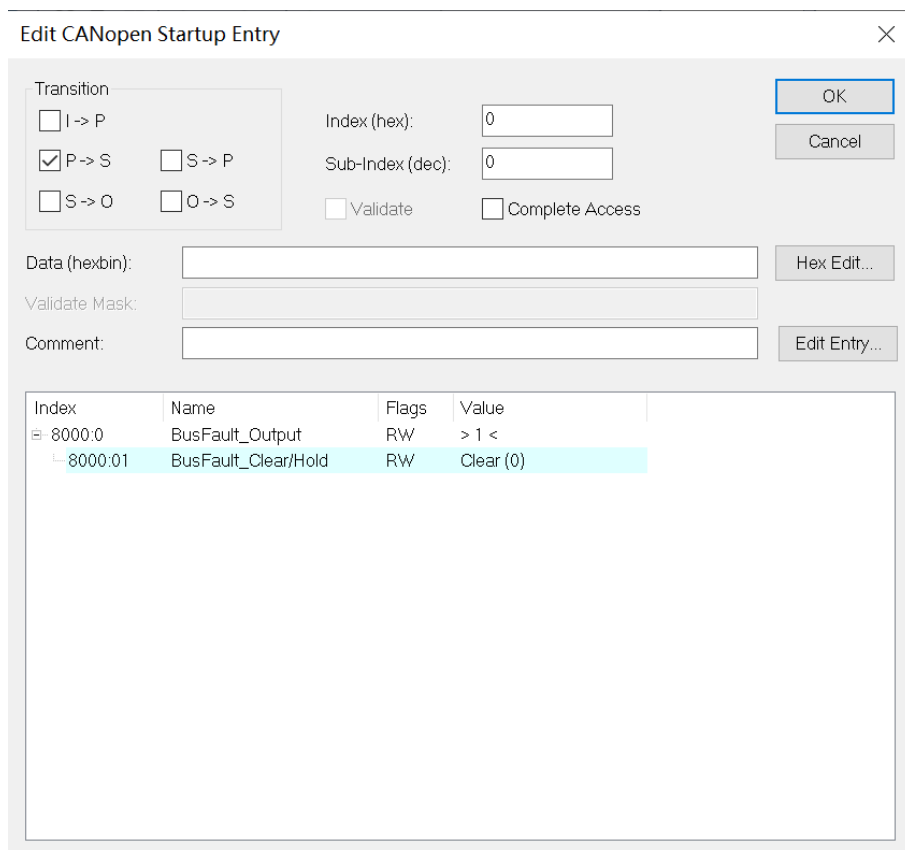 Edit CANopen Startup Entry
Transition
I -> P
P -> S
S -> P
S -> O
O -> S
Index (hex):
0
Sub-Index (dec):
0
Validate
Complete Access
OK
Cancel
Data (hexbin):
Hex Edit...
Validate Mask:
Comment:
Edit Entry...
Index Name Flags Value
8000:0 BusFault_Output RW > 1 <
8000:01 BusFault_Clear/Hold RW Clear (0)